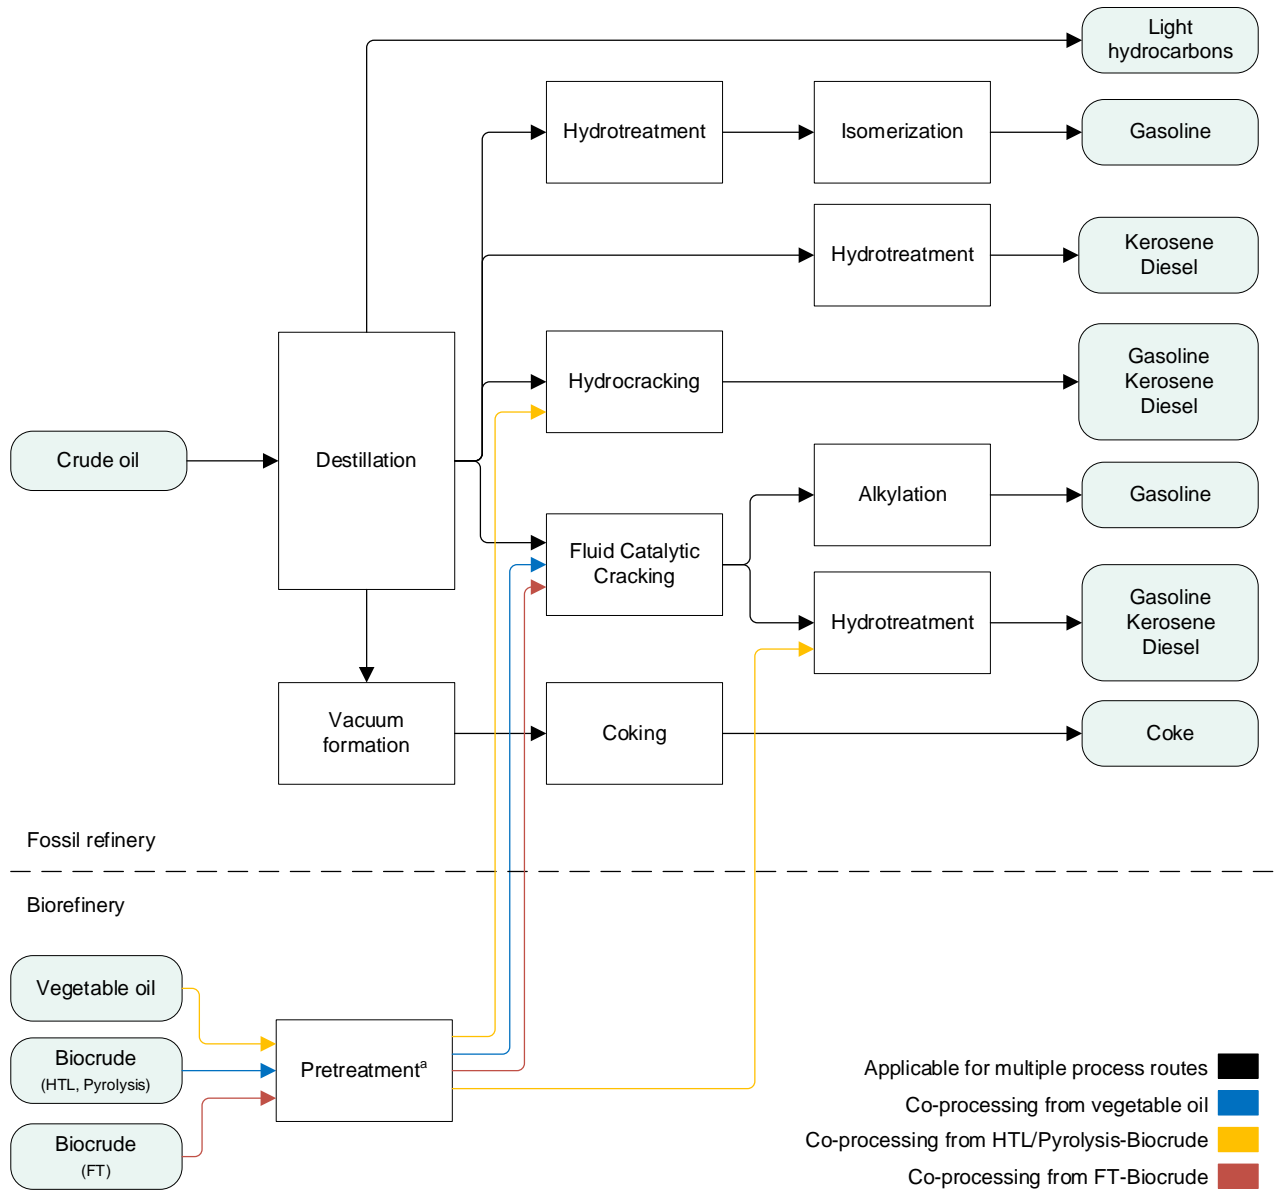 Light
hydrocarbons
Hydrotreatment
Isomerization
Gasoline
Hydrotreatment
Kerosene
Diesel
Hydrocracking
Gasoline
Kerosene
Diesel
Crude oil
Destillation
Alkylation
Gasoline
Fluid Catalytic
Cracking
Hydrotreatment
Gasoline
Kerosene
Diesel
Vacuum
formation
Coking
Coke
Fossil refinery
Biorefinery
Vegetable oil
Biocrude
(HTL, Pyrolysis)
Biocrude
(FT)
Pretreatmentᵃ
Applicable for multiple process routes
Co-processing from vegetable oil
Co-processing from HTL/Pyrolysis-Biocrude
Co-processing from FT-Biocrude